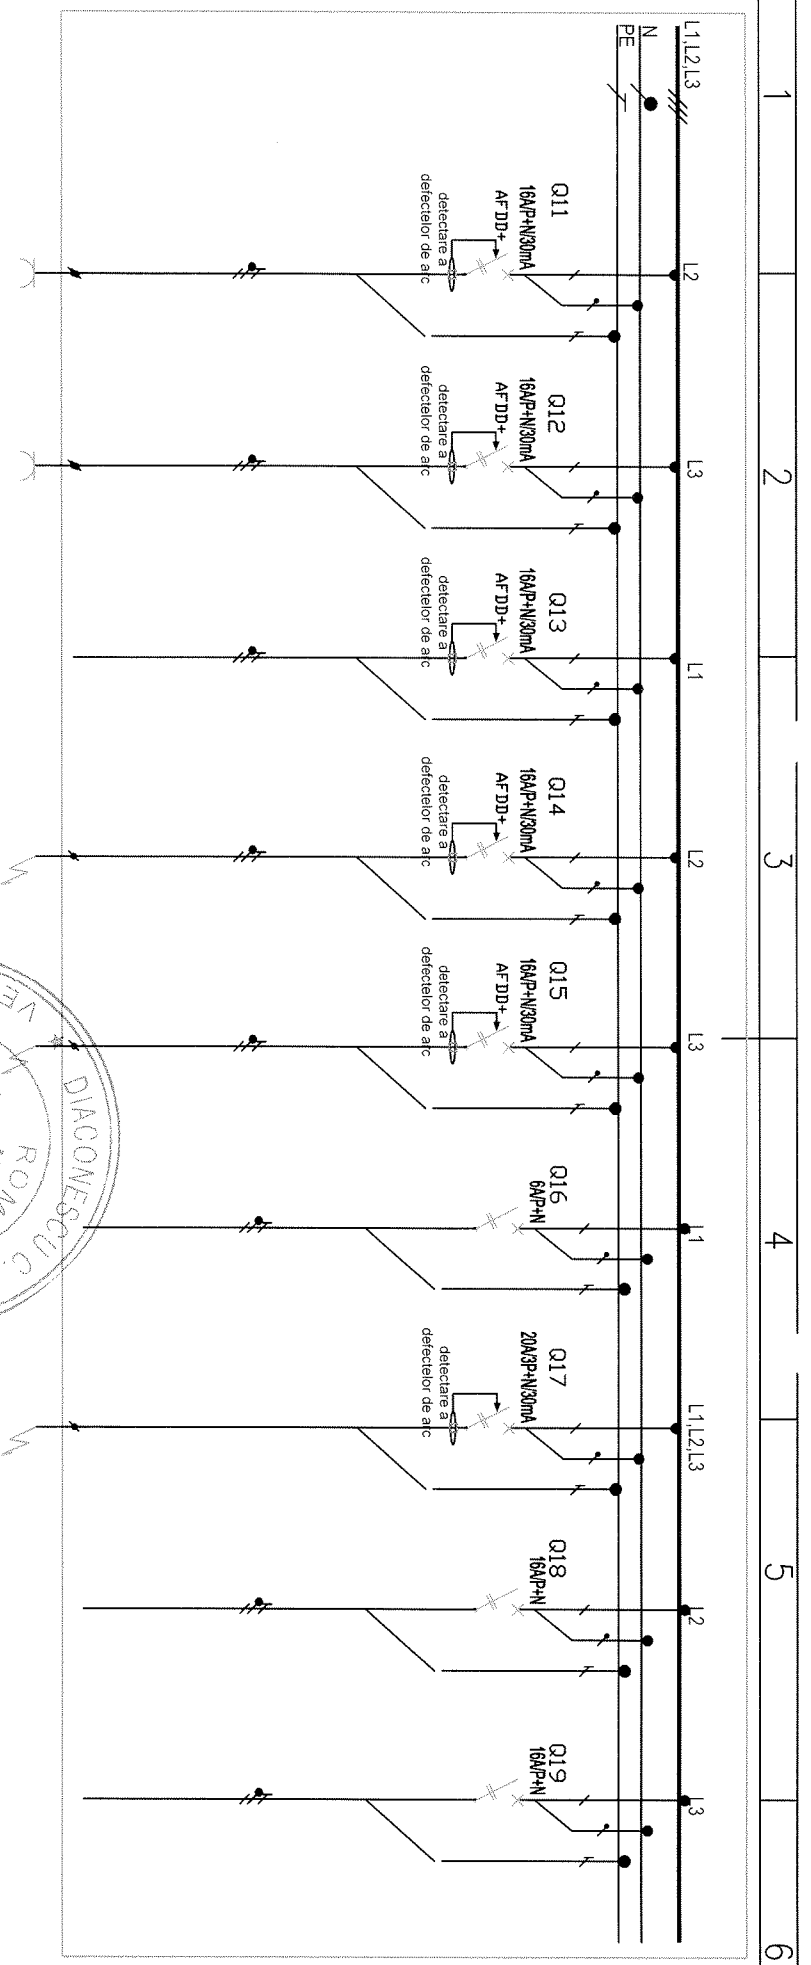 1
2
3
4
5
6
L1,L2,L3
N
PE
L2
Q11
16A/P+N/30mA
AFDD+
detectare a
defectelor de arc
L3
Q12
16A/P+N/30mA
AFDD+
detectare a
defectelor de arc
L1
Q13
16A/P+N/30mA
AFDD+
detectare a
defectelor de arc
L2
Q14
16A/P+N/30mA
AFDD+
detectare a
defectelor de arc
L3
Q15
16A/P+N/30mA
AFDD+
detectare a
defectelor de arc
L1
Q16
6A/P+N
L1,L2,L3
Q17
20A/3P+N/30mA
detectare a
defectelor de arc
L2
Q18
16A/P+N
L3
Q19
16A/P+N
DIACONESCU C.